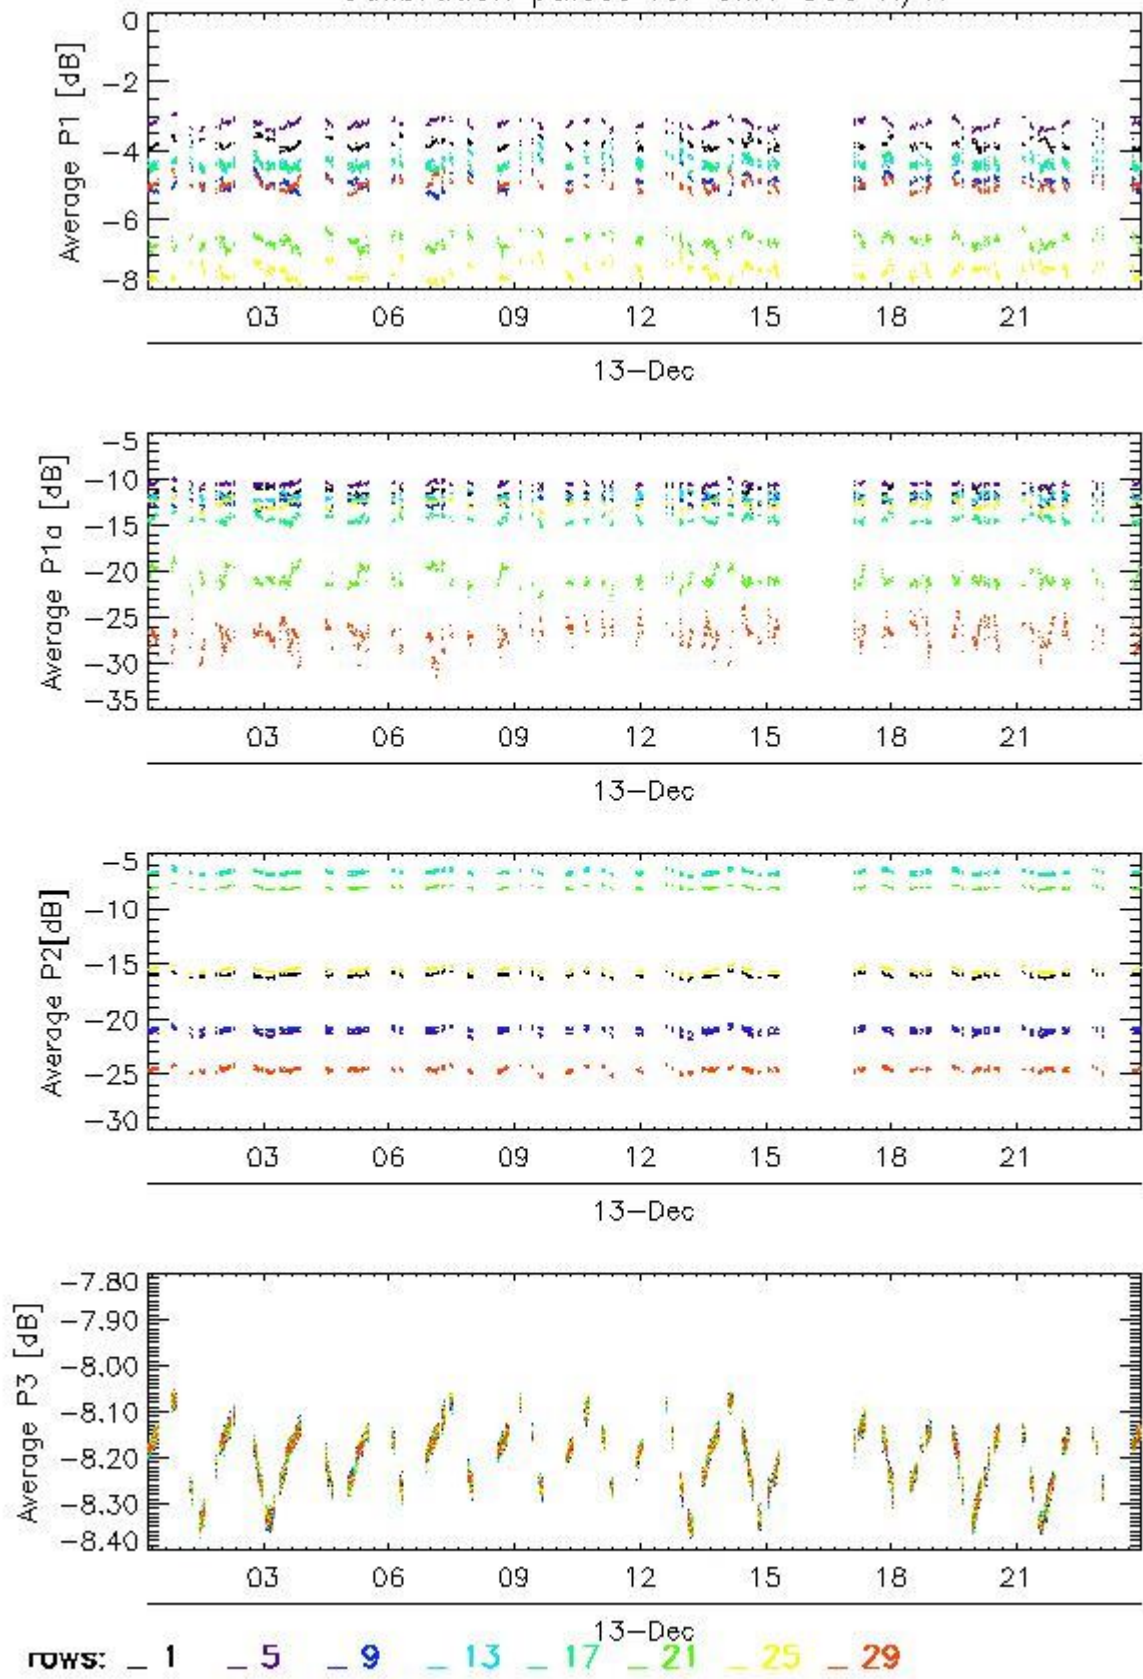 0
−2
−4
−6
−8
Average P1 [dB]
03 06 09 12 15 18 21
13−Dec
−5
−10
−15
−20
−25
−30
−35
Average P1a [dB]
03 06 09 12 15 18 21
13−Dec
−5
−10
−15
−20
−25
−30
Average P2[dB]
03 06 09 12 15 18 21
13−Dec
−7.80
−7.90
−8.00
−8.10
−8.20
−8.30
−8.40
Average P3 [dB]
03 06 09 12 15 18 21
13−Dec
rows: _ 1 _ 5 _ 9 _ 13 _ 17 _ 21 _ 25 _ 29